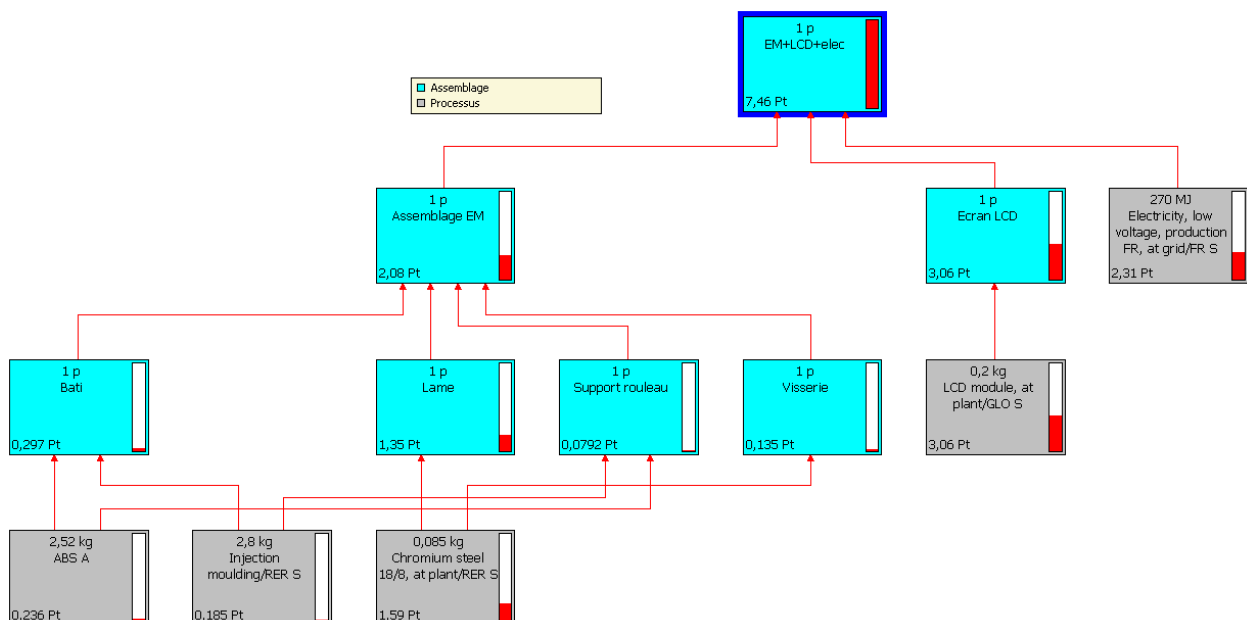 1 p
EM+LCD+elec
7,46 Pt
Assemblage
Processus
1 p
Assemblage EM
2,08 Pt
1 p
Ecran LCD
3,06 Pt
270 MJ
Electricity, low
voltage, production
FR, at grid/FR S
2,31 Pt
1 p
Bati
0,297 Pt
1 p
Lame
1,35 Pt
1 p
Support rouleau
0,0792 Pt
1 p
Visserie
0,135 Pt
0,2 kg
LCD module, at
plant/GLO S
3,06 Pt
2,52 kg
ABS A
0,236 Pt
2,8 kg
Injection
moulding/RER S
0,185 Pt
0,085 kg
Chromium steel
18/8, at plant/RER S
1,59 Pt